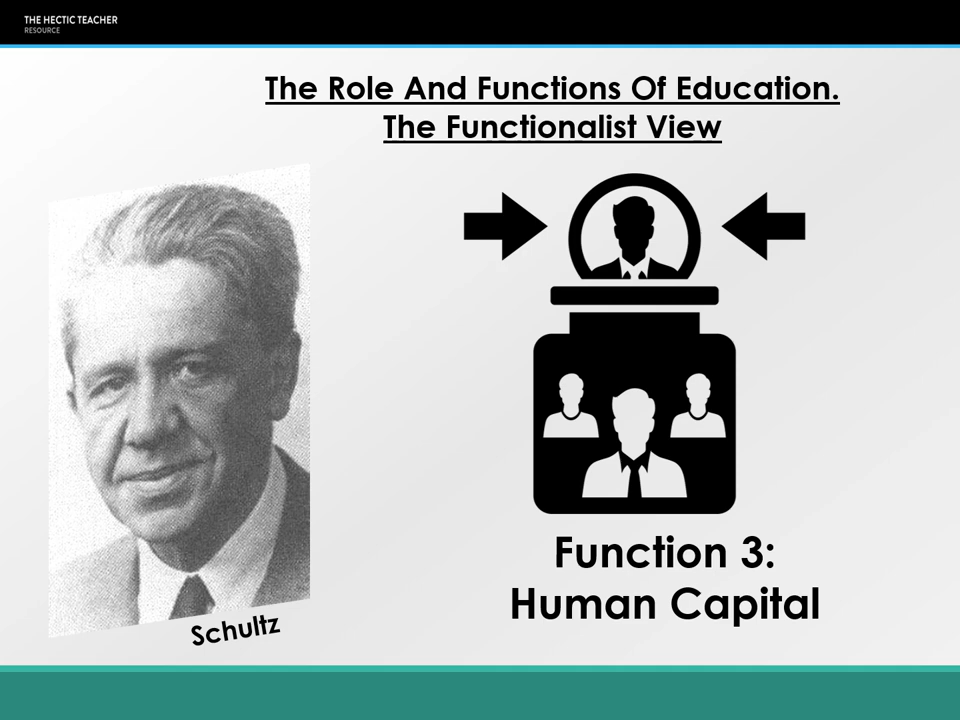 THE HECTIC TEACHER
RESOURCE
The Role And Functions Of Education.
The Functionalist View
Schultz
Function 3:
Human Capital